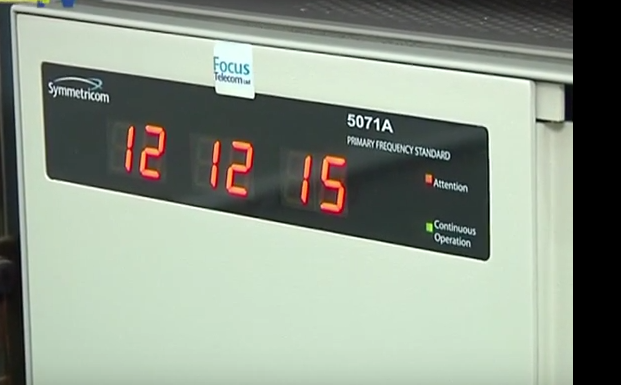 Focus
Telecom
Symmetricom
12 12 15
5071A
PRIMARY FREQUENCY STANDARD
Attention
Continuous
Operation